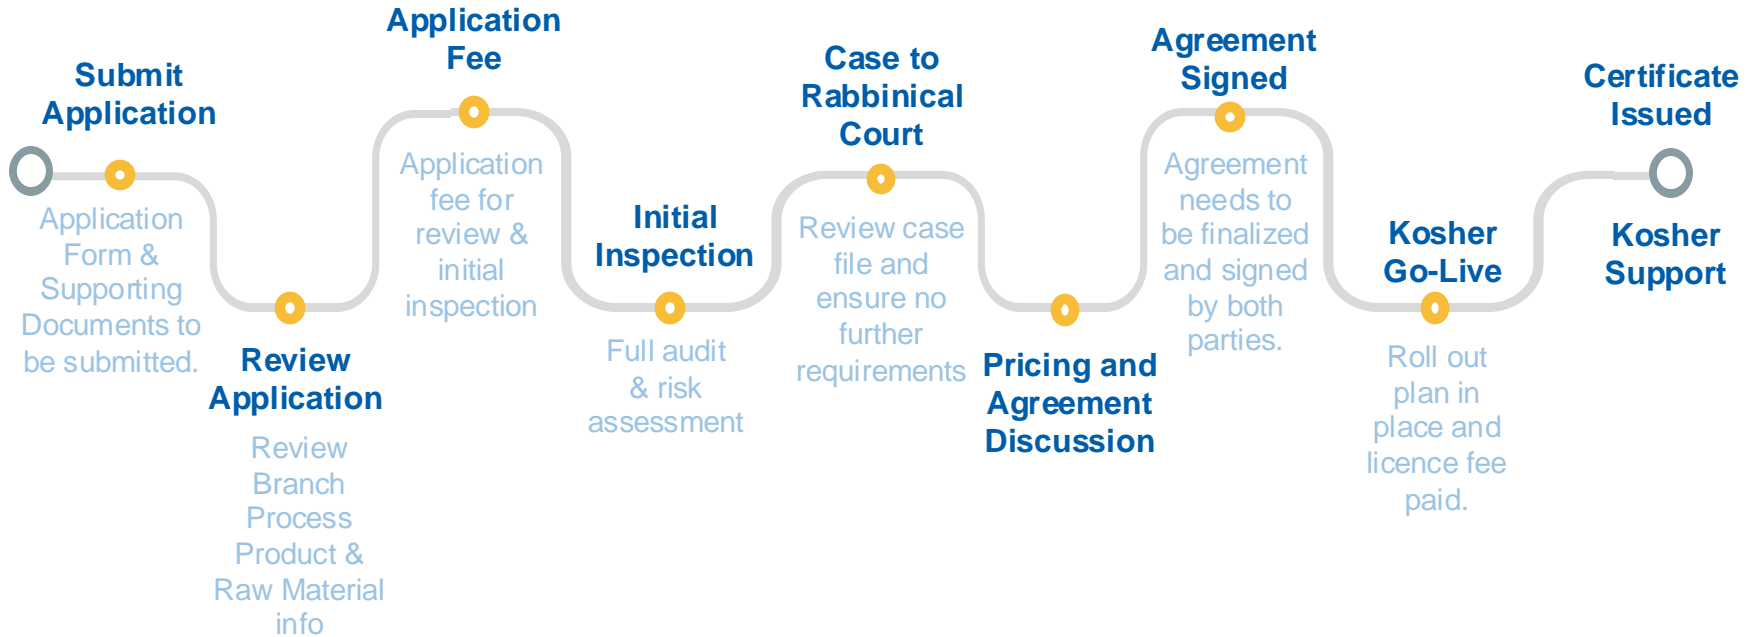 Submit
Application
Application
Form &
Supporting
Documents to
be submitted.
Review
Application
Review
Branch
Process
Product &
Raw Material
info
Application
Fee
Application
fee for
review &
initial
inspection
Initial
Inspection
Full audit
& risk
assessment
Case to
Rabbinical
Court
Review case
file and
ensure no
further
requirements
Pricing and
Agreement
Discussion
Agreement
Signed
Agreement
needs to
be finalized
and signed
by both
parties.
Kosher
Go-Live
Roll out
plan in
place and
licence fee
paid.
Certificate
Issued
Kosher
Support